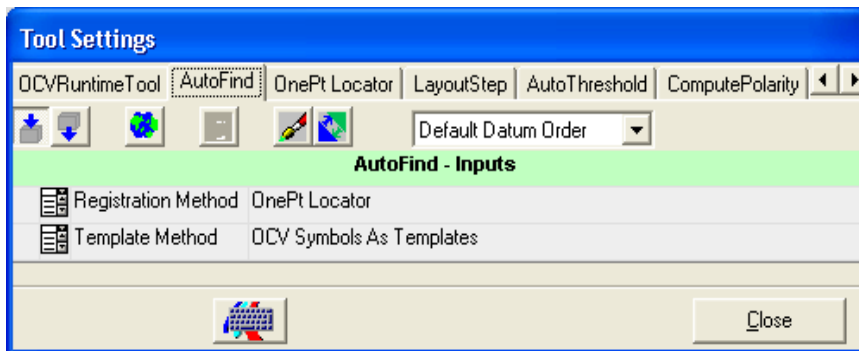 Tool Settings
OCVRuntimeTool AutoFind OnePt Locator LayoutStep AutoThreshold ComputePolarity
Default Datum Order
AutoFind - Inputs
Registration Method OnePt Locator
Template Method OCV Symbols As Templates
Close